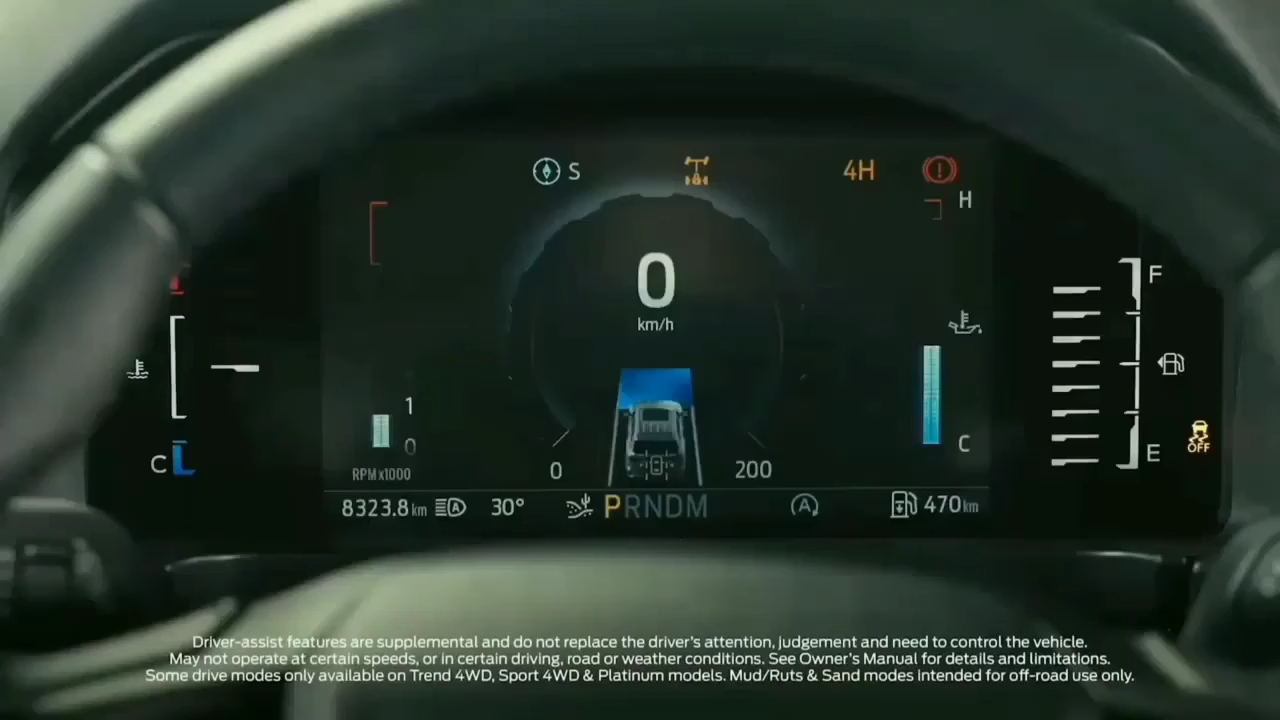 S
4H
H
F
0
km/h
1
0
C
C
E
OFF
RPM x1000
0
200
8323.8 km
A
30°
PRNDM
A
470 km
Driver-assist features are supplemental and do not replace the driver's attention, judgement and need to control the vehicle.
May not operate at certain speeds, or in certain driving, road or weather conditions. See Owner's Manual for details and limitations.
Some drive modes only available on Trend 4WD, Sport 4WD & Platinum models. Mud/Ruts & Sand modes intended for off-road use only.